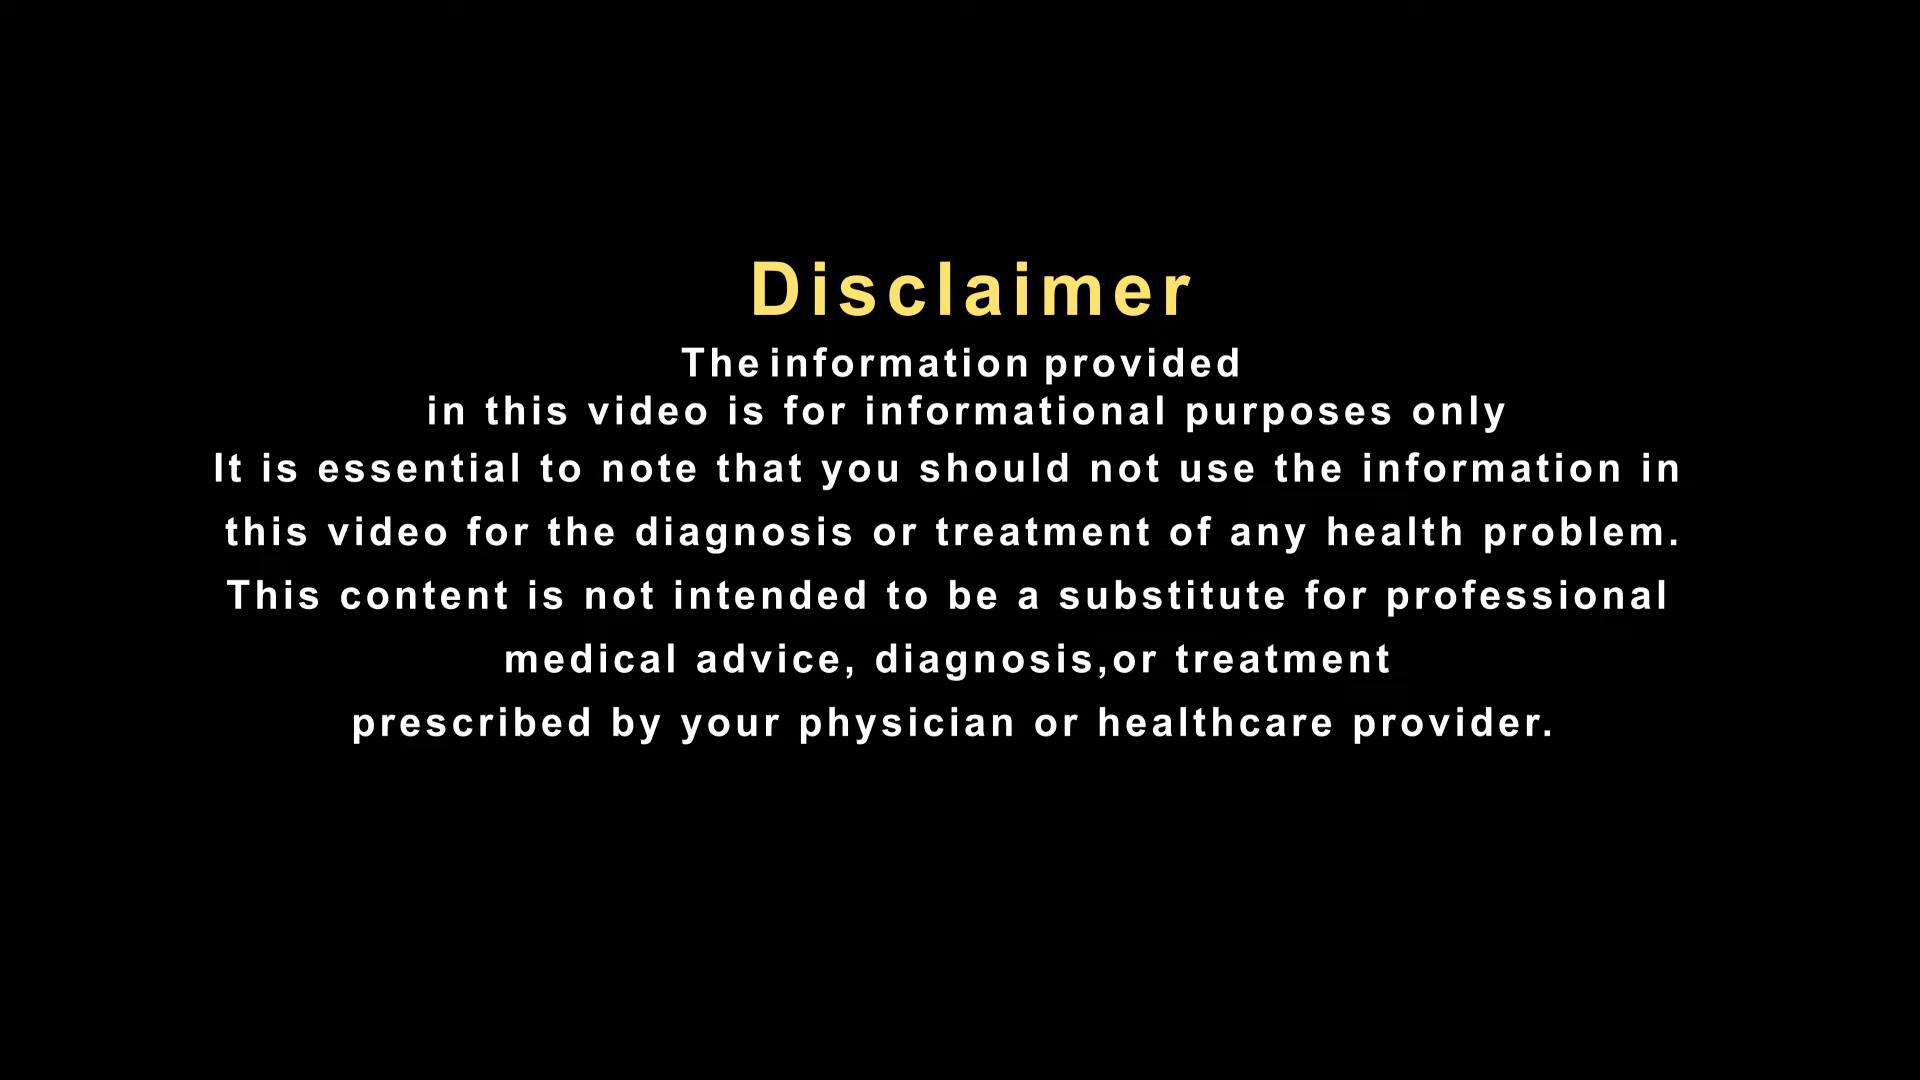 Disclaimer
The information provided
in this video is for informational purposes only
It is essential to note that you should not use the information in
this video for the diagnosis or treatment of any health problem.
This content is not intended to be a substitute for professional
medical advice, diagnosis,or treatment
prescribed by your physician or healthcare provider.